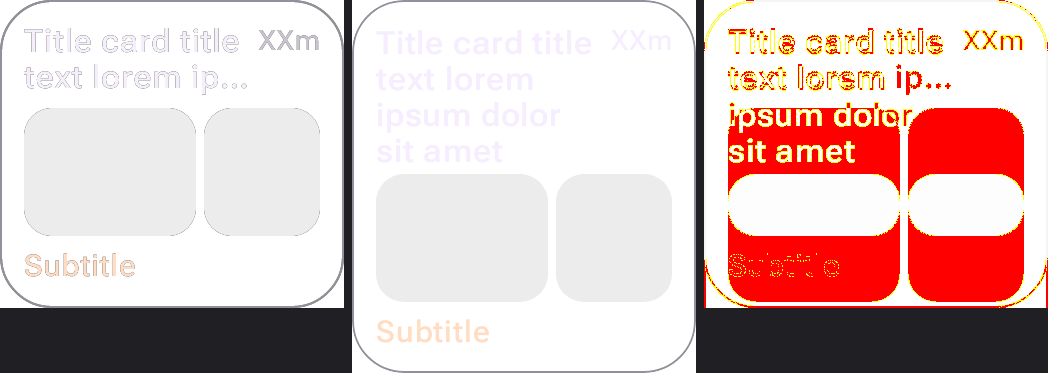 Title card title XXm
text lorem ip...
Subtitle
Title card title XXm
text lorem
ipsum dolor
sit amet
Subtitle
Title card title XXm
text lorem ip...
ipsum dolor
sit amet
Subtitle